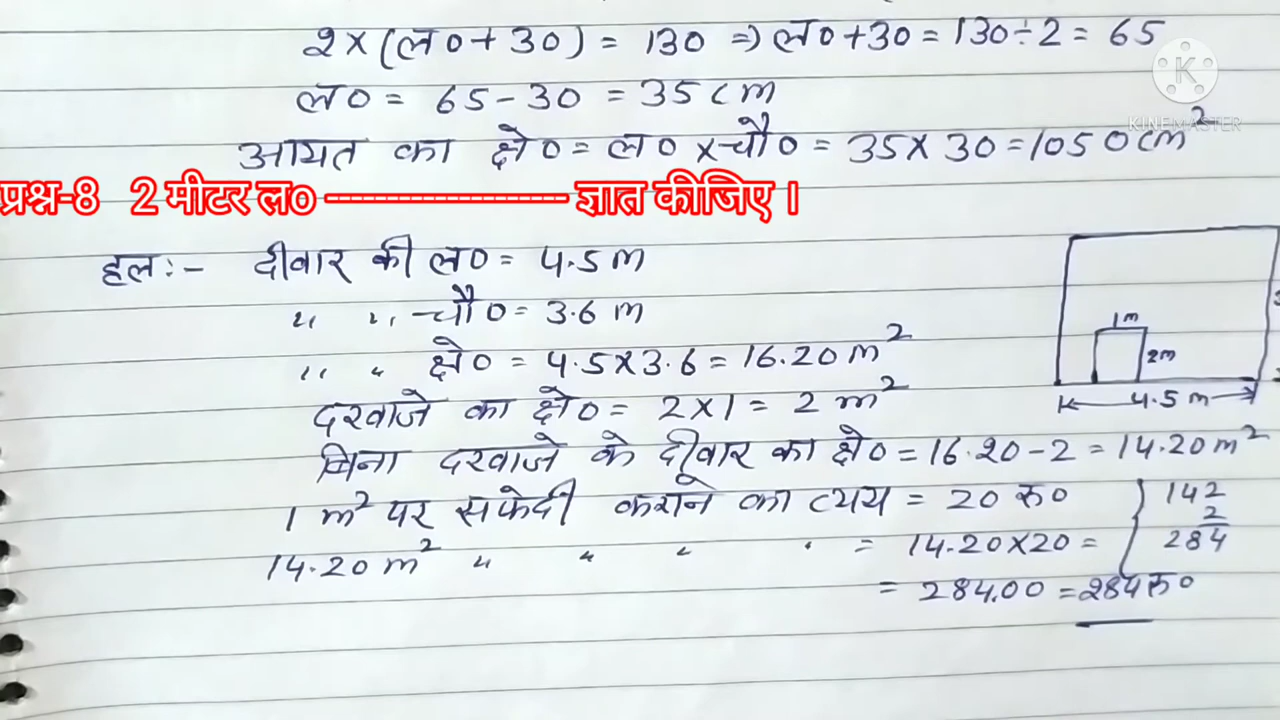 2 × (ल० + 30) = 130 ⇒ ल० + 30 = 130 ÷ 2 = 65
ल० = 65 - 30 = 35 cm
KINEMASTER
आयत का क्षे० = ल० × चौ० = 35 × 30 = 1050 cm²
प्रश्न-8 2 मीटर ल० -------------------- ज्ञात कीजिए ।
हल :- दीवार की ल० = 4.5 m
" " चौ० = 3.6 m
" " क्षे० = 4.5 × 3.6 = 16.20 m²
1 m
2m
4.5 m
दरवाजे का क्षे० = 2 × 1 = 2 m²
बिना दरवाजे के दीवार का क्षे० = 16.20 - 2 = 14.20 m²
1 m² पर सफेदी कराने का व्यय = 20 रु०
14.20 m² " " " " = 14.20 × 20 =
= 284.00 = 284 रु०
142
2
284